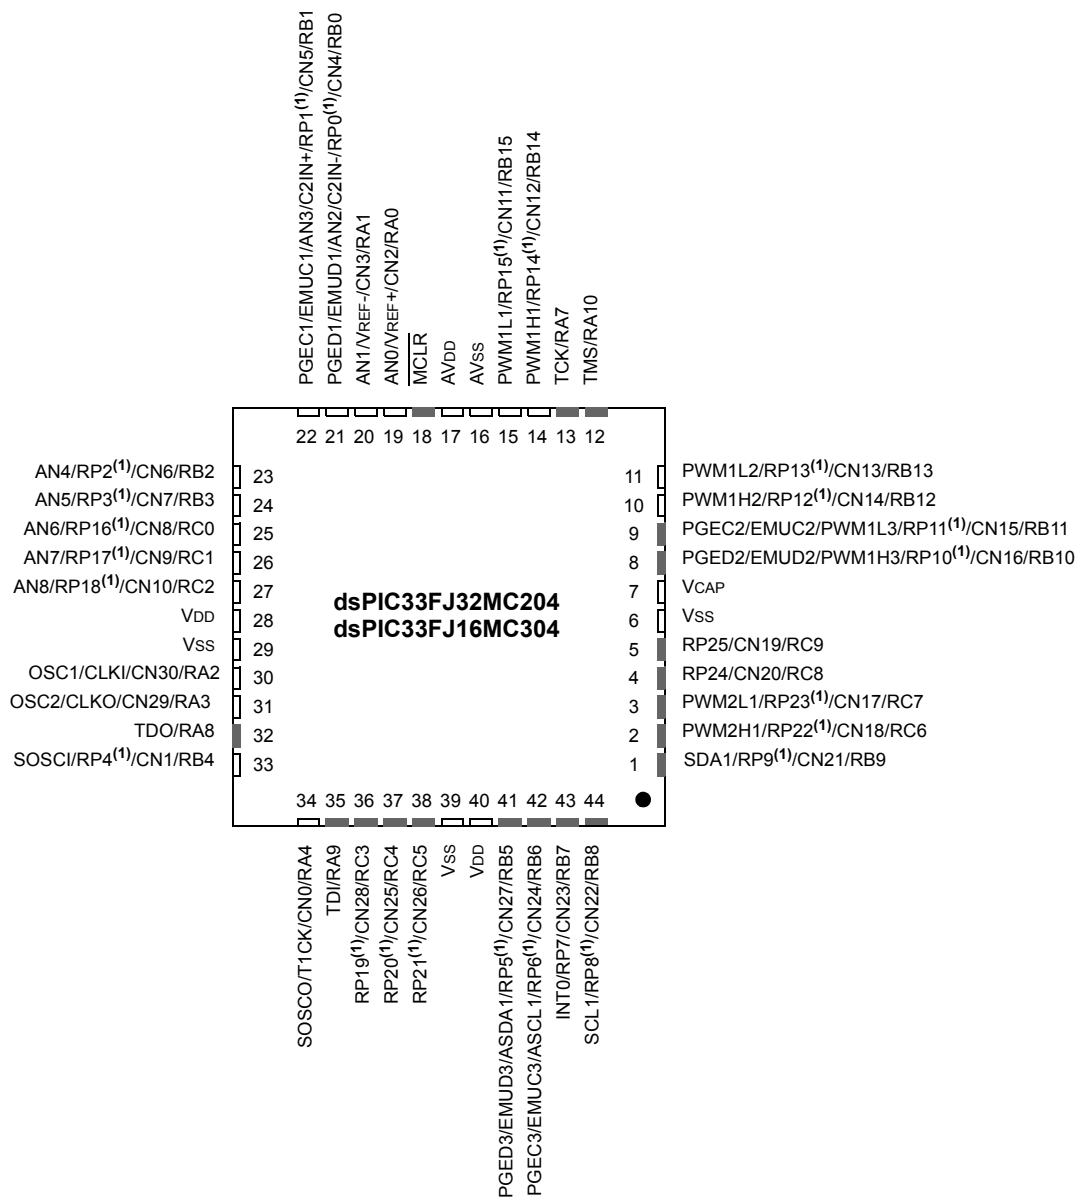 PGEC1/EMUC1/AN3/C2IN+/RP1(1)/CN5/RB1
PGED1/EMUD1/AN2/C2IN-/RP0(1)/CN4/RB0
AN1/VREF-/CN3/RA1
AN0/VREF+/CN2/RA0
MCLR
AVDD
AVSS
PWM1L1/RP15(1)/CN11/RB15
PWM1H1/RP14(1)/CN12/RB14
TCK/RA7
TMS/RA10
22 21 20 19 18 17 16 15 14 13 12
AN4/RP2(1)/CN6/RB2 23
AN5/RP3(1)/CN7/RB3 24
AN6/RP16(1)/CN8/RC0 25
AN7/RP17(1)/CN9/RC1 26
AN8/RP18(1)/CN10/RC2 27
VDD 28
VSS 29
OSC1/CLKI/CN30/RA2 30
OSC2/CLKO/CN29/RA3 31
TDO/RA8 32
SOSCI/RP4(1)/CN1/RB4 33
dsPIC33FJ32MC204
dsPIC33FJ16MC304
11 PWM1L2/RP13(1)/CN13/RB13
10 PWM1H2/RP12(1)/CN14/RB12
9 PGEC2/EMUC2/PWM1L3/RP11(1)/CN15/RB11
8 PGED2/EMUD2/PWM1H3/RP10(1)/CN16/RB10
7 VCAP
6 VSS
5 RP25/CN19/RC9
4 RP24/CN20/RC8
3 PWM2L1/RP23(1)/CN17/RC7
2 PWM2H1/RP22(1)/CN18/RC6
1 SDA1/RP9(1)/CN21/RB9
34 35 36 37 38 39 40 41 42 43 44
SOSCO/T1CK/CN0/RA4
TDI/RA9
RP19(1)/CN28/RC3
RP20(1)/CN25/RC4
RP21(1)/CN26/RC5
VSS
VDD
PGED3/EMUD3/ASDA1/RP5(1)/CN27/RB5
PGEC3/EMUC3/ASCL1/RP6(1)/CN24/RB6
INT0/RP7/CN23/RB7
SCL1/RP8(1)/CN22/RB8